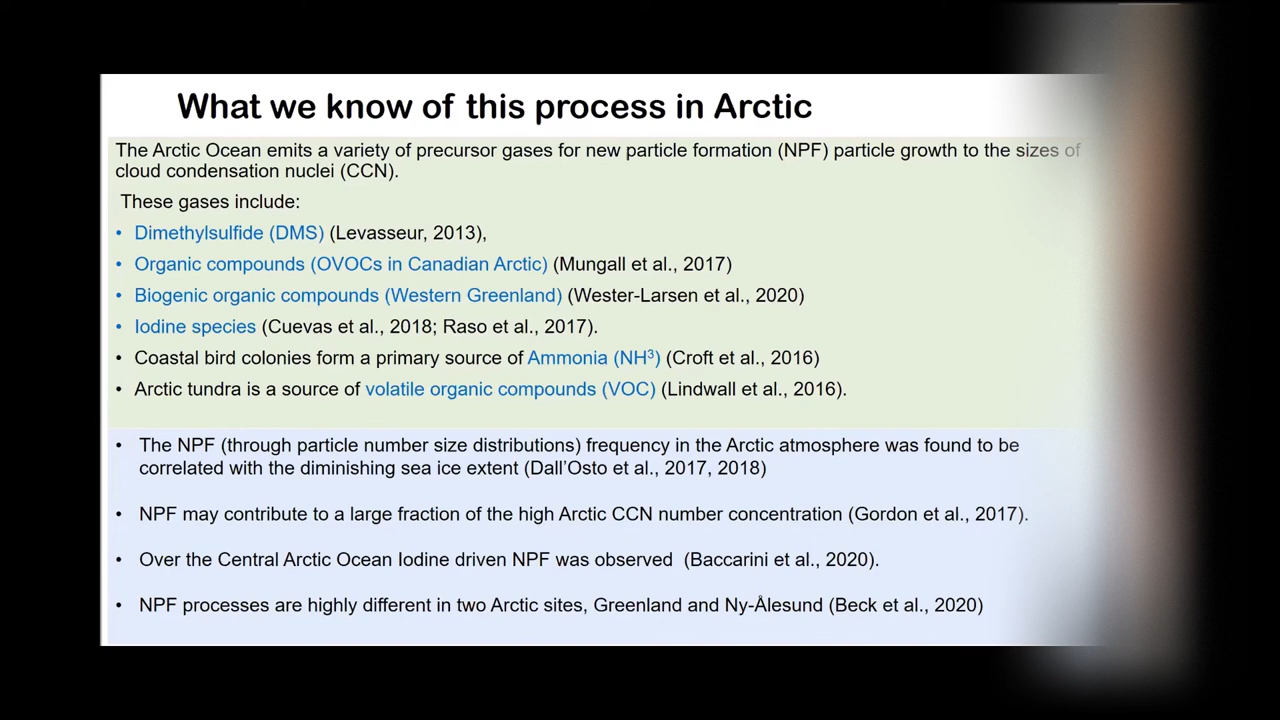 What we know of this process in Arctic
The Arctic Ocean emits a variety of precursor gases for new particle formation (NPF) particle growth to the sizes of
cloud condensation nuclei (CCN).
These gases include:
• Dimethylsulfide (DMS) (Levasseur, 2013),
• Organic compounds (OVOCs in Canadian Arctic) (Mungall et al., 2017)
• Biogenic organic compounds (Western Greenland) (Wester-Larsen et al., 2020)
• Iodine species (Cuevas et al., 2018; Raso et al., 2017).
• Coastal bird colonies form a primary source of Ammonia (NH³) (Croft et al., 2016)
• Arctic tundra is a source of volatile organic compounds (VOC) (Lindwall et al., 2016).
• The NPF (through particle number size distributions) frequency in the Arctic atmosphere was found to be
correlated with the diminishing sea ice extent (Dall’Osto et al., 2017, 2018)
• NPF may contribute to a large fraction of the high Arctic CCN number concentration (Gordon et al., 2017).
• Over the Central Arctic Ocean Iodine driven NPF was observed  (Baccarini et al., 2020).
• NPF processes are highly different in two Arctic sites, Greenland and Ny-Ålesund (Beck et al., 2020)